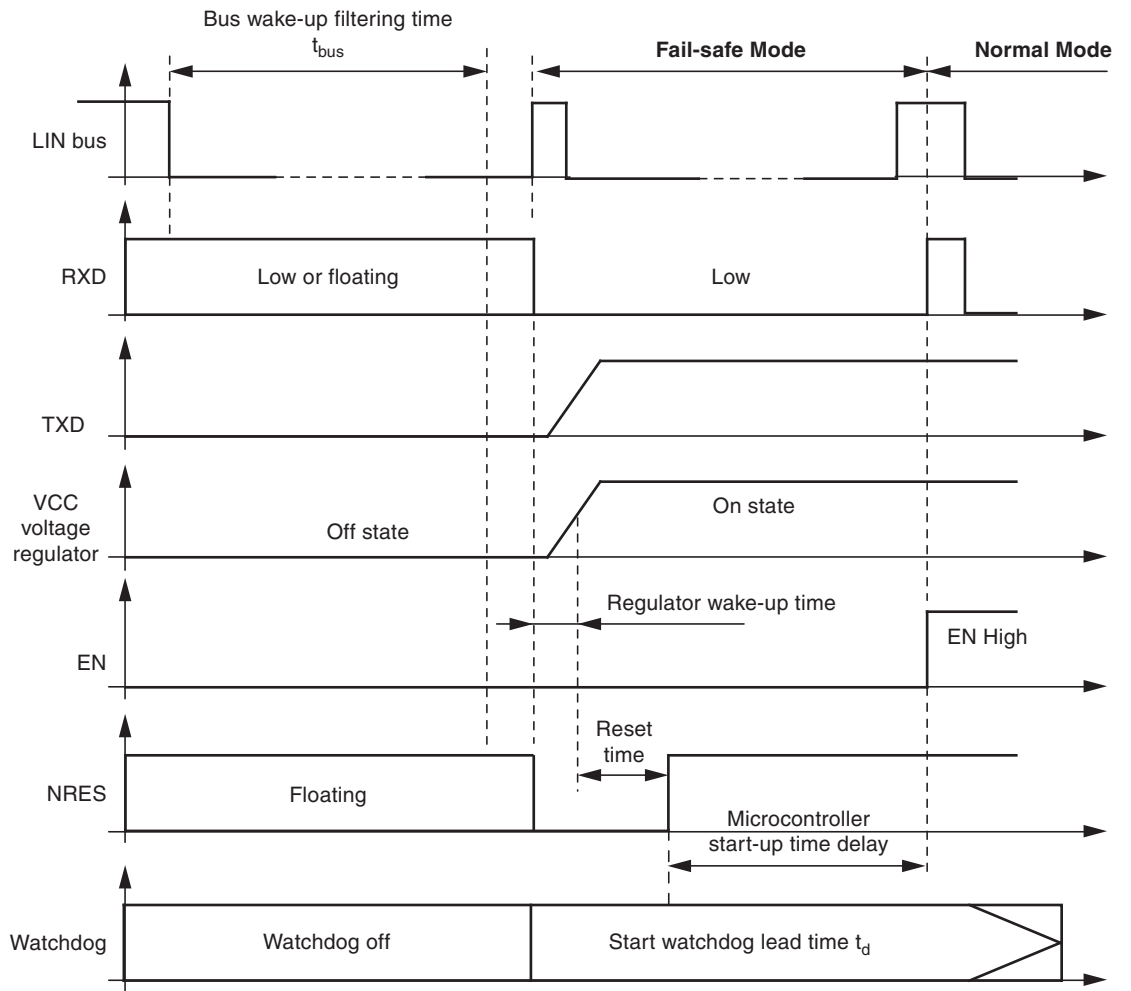 Bus wake-up filtering time
tbus
Fail-safe Mode
Normal Mode
LIN bus
RXD
Low or floating
Low
TXD
VCC
voltage
regulator
Off state
On state
Regulator wake-up time
EN
EN High
Reset
time
NRES
Floating
Microcontroller
start-up time delay
Watchdog
Watchdog off
Start watchdog lead time td